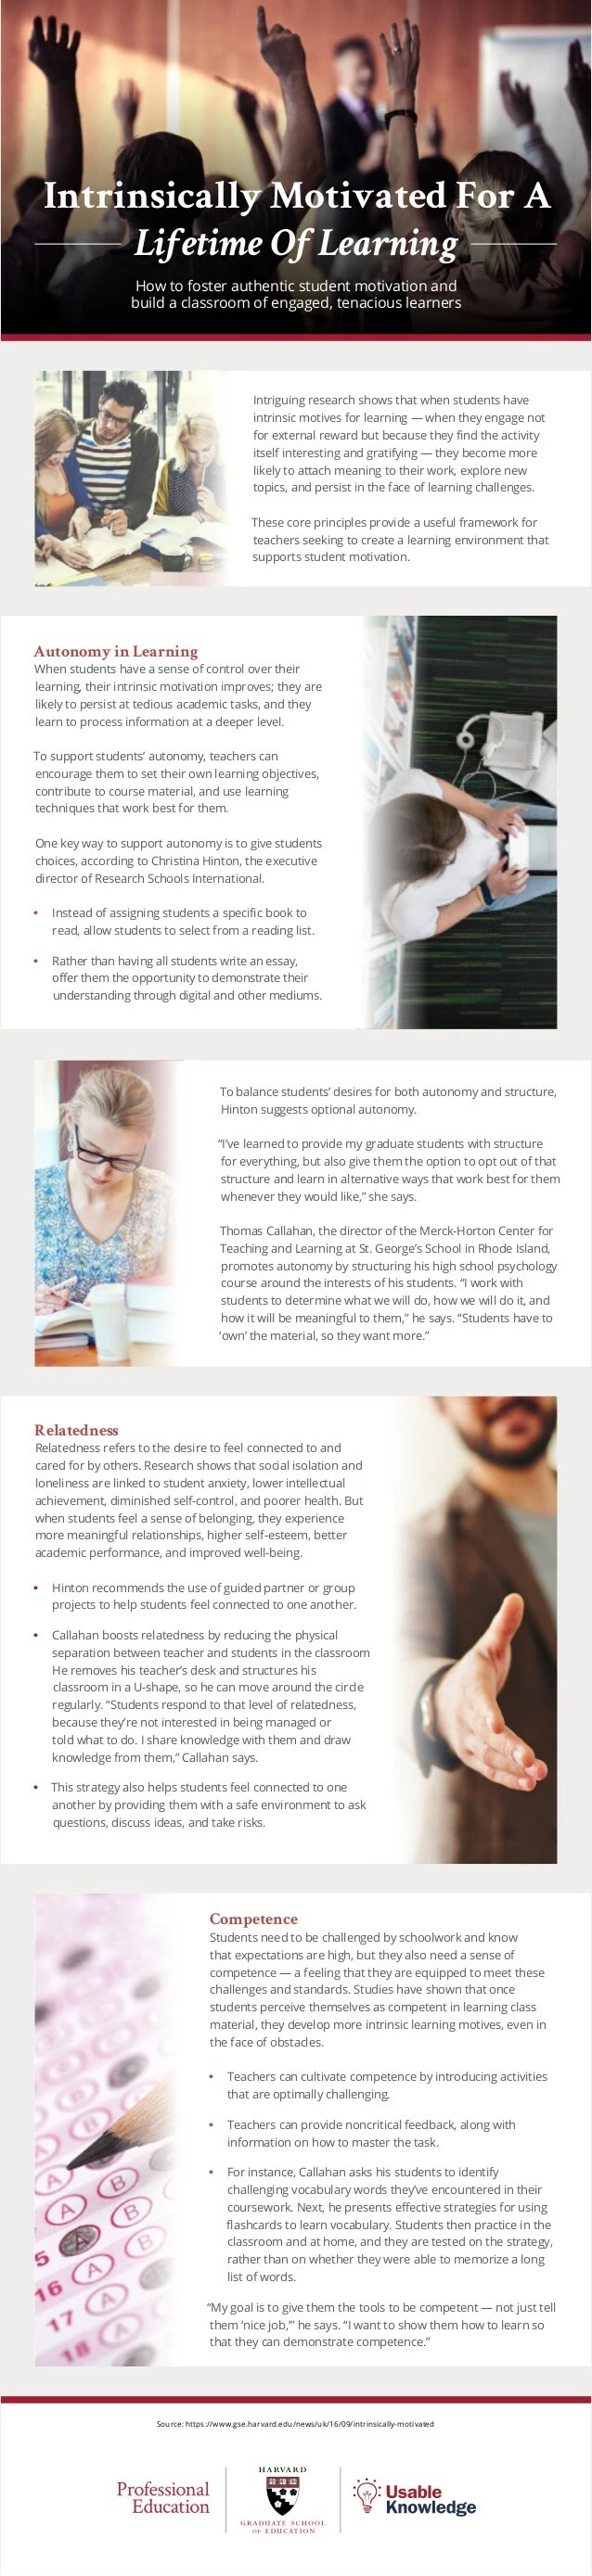 Intrinsically Motivated For A
Lifetime Of Learning
How to foster authentic student motivation and
build a classroom of engaged, tenacious learners
Intriguing research shows that when students have
intrinsic motives for learning — when they engage not
for external reward but because they find the activity
itself interesting and gratifying — they become more
likely to attach meaning to their work, explore new
topics, and persist in the face of learning challenges.
These core principles provide a useful framework for
teachers seeking to create a learning environment that
supports student motivation.
Autonomy in Learning
When students have a sense of control over their
learning, their intrinsic motivation improves; they are
likely to persist at tedious academic tasks, and they
learn to process information at a deeper level.
To support students’ autonomy, teachers can
encourage them to set their own learning objectives,
contribute to course material, and use learning
techniques that work best for them.
One key way to support autonomy is to give students
choices, according to Christina Hinton, the executive
director of Research Schools International.
• Instead of assigning students a specific book to
read, allow students to select from a reading list.
• Rather than having all students write an essay,
offer them the opportunity to demonstrate their
understanding through digital and other mediums.
To balance students’ desires for both autonomy and structure,
Hinton suggests optional autonomy.
“I’ve learned to provide my graduate students with structure
for everything, but also give them the option to opt out of that
structure and learn in alternative ways that work best for them
whenever they would like,” she says.
Thomas Callahan, the director of the Merck-Horton Center for
Teaching and Learning at St. George’s School in Rhode Island,
promotes autonomy by structuring his high school psychology
course around the interests of his students. “I work with
students to determine what we will do, how we will do it, and
how it will be meaningful to them,” he says. “Students have to
‘own’ the material, so they want more.”
Relatedness
Relatedness refers to the desire to feel connected to and
cared for by others. Research shows that social isolation and
loneliness are linked to student anxiety, lower intellectual
achievement, diminished self-control, and poorer health. But
when students feel a sense of belonging, they experience
more meaningful relationships, higher self-esteem, better
academic performance, and improved well-being.
• Hinton recommends the use of guided partner or group
projects to help students feel connected to one another.
• Callahan boosts relatedness by reducing the physical
separation between teacher and students in the classroom
He removes his teacher’s desk and structures his
classroom in a U-shape, so he can move around the circle
regularly. “Students respond to that level of relatedness,
because they’re not interested in being managed or
told what to do. I share knowledge with them and draw
knowledge from them,” Callahan says.
• This strategy also helps students feel connected to one
another by providing them with a safe environment to ask
questions, discuss ideas, and take risks.
Competence
Students need to be challenged by schoolwork and know
that expectations are high, but they also need a sense of
competence — a feeling that they are equipped to meet these
challenges and standards. Studies have shown that once
students perceive themselves as competent in learning class
material, they develop more intrinsic learning motives, even in
the face of obstacles.
• Teachers can cultivate competence by introducing activities
that are optimally challenging.
• Teachers can provide noncritical feedback, along with
information on how to master the task.
• For instance, Callahan asks his students to identify
challenging vocabulary words they’ve encountered in their
coursework. Next, he presents effective strategies for using
flashcards to learn vocabulary. Students then practice in the
classroom and at home, and they are tested on the strategy,
rather than on whether they were able to memorize a long
list of words.
“My goal is to give them the tools to be competent — not just tell
them ‘nice job,’” he says. “I want to show them how to learn so
that they can demonstrate competence.”
A B
A B
5 A B
16 A
17 A
18 A
Source: https://www.gse.harvard.edu/news/uk/16/09/intrinsically-motivated
Professional
Education
HARVARD
GRADUATE SCHOOL
OF EDUCATION
Usable
Knowledge